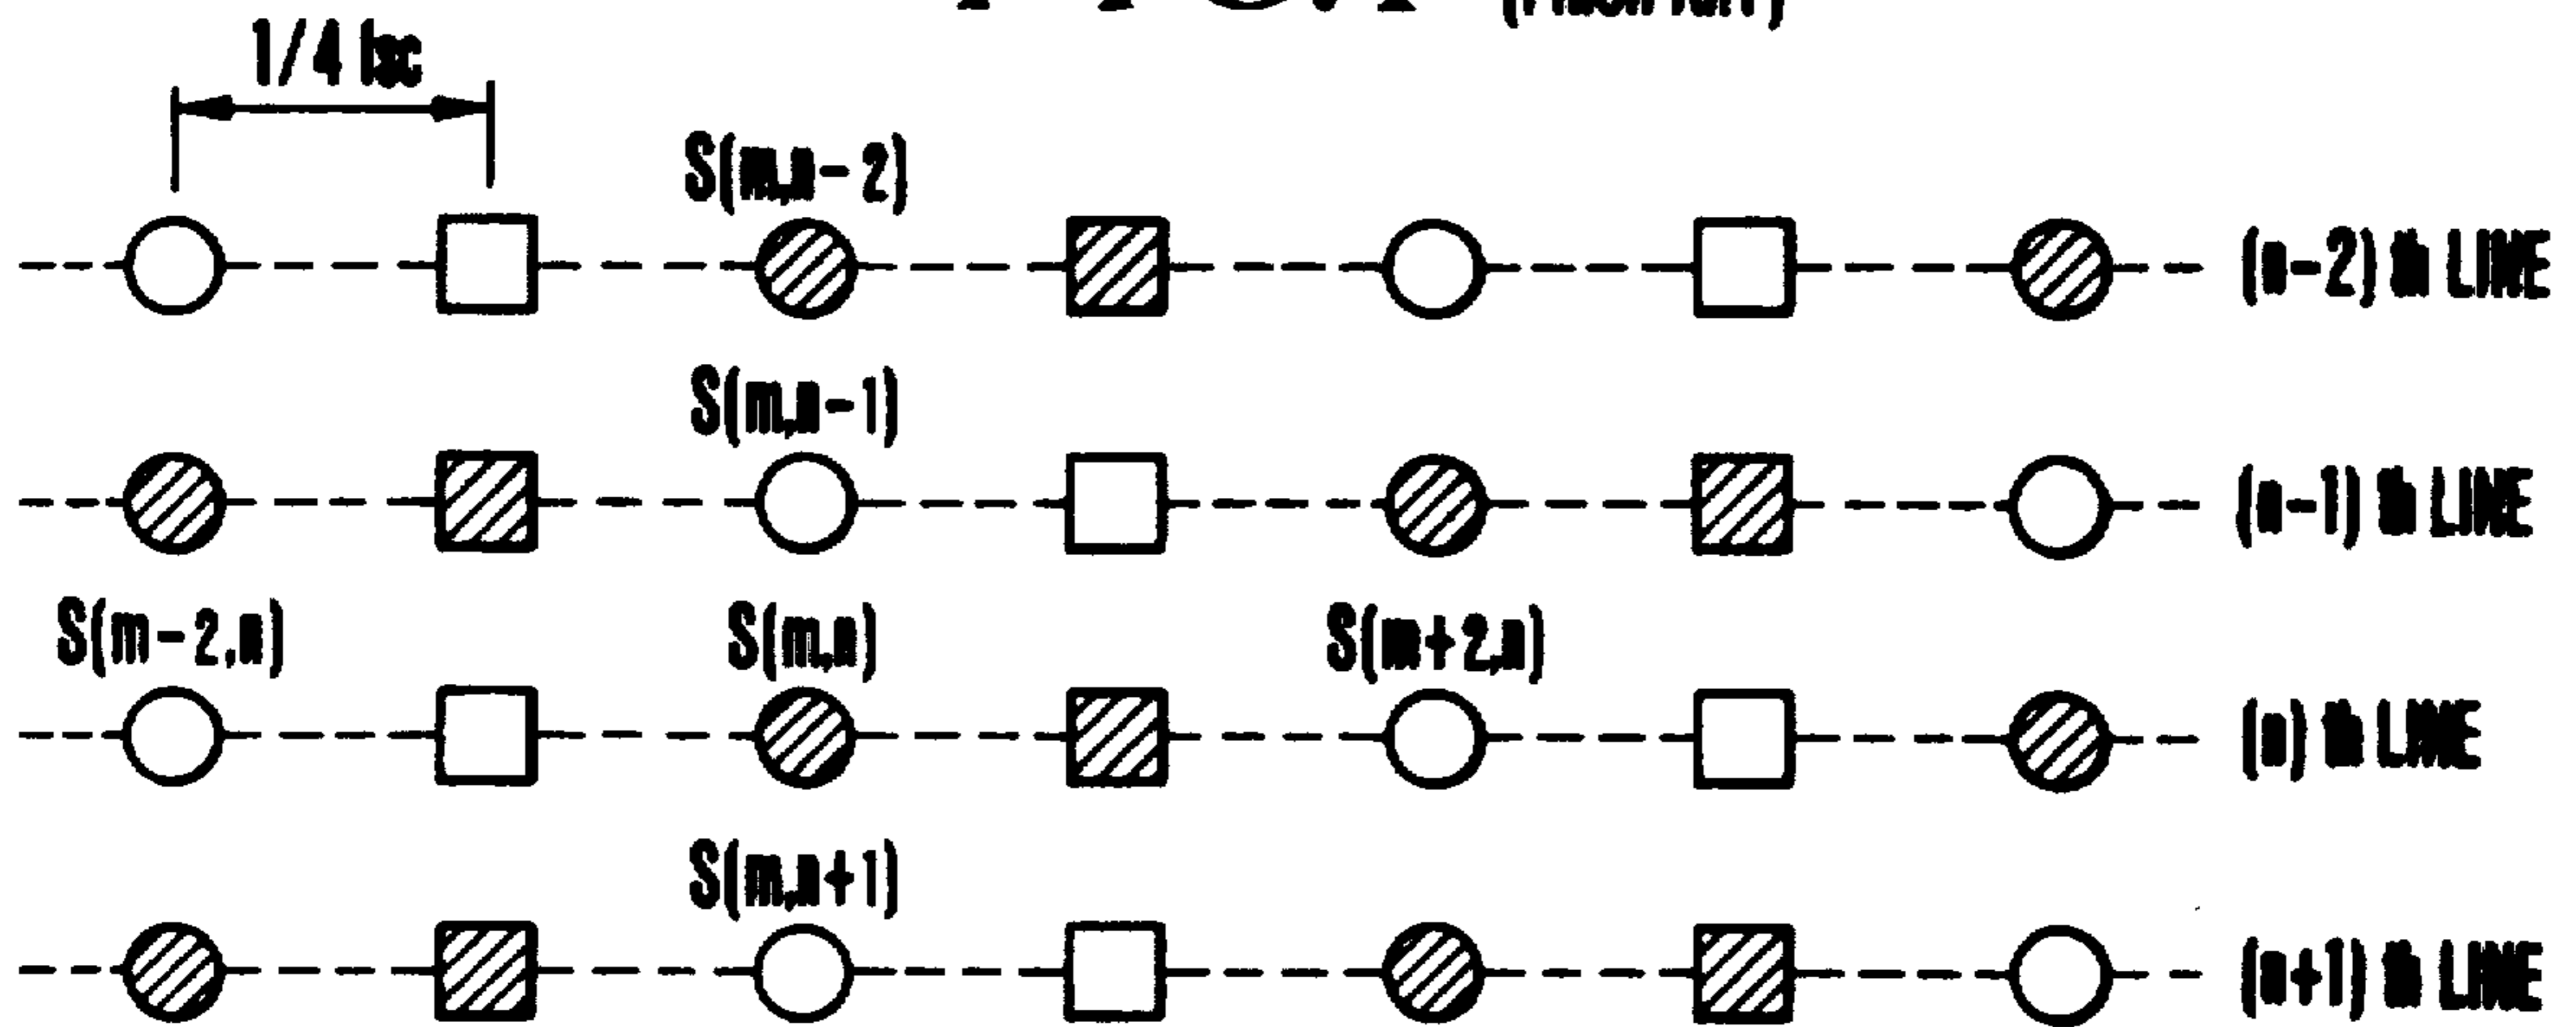 1/4 fsc
S(m,n-2)
(n-2) th LINE
S(m,n-1)
(n-1) th LINE
S(m-2,n) S(m,n) S(m+2,n)
(n) th LINE
S(m,n+1)
(n+1) th LINE